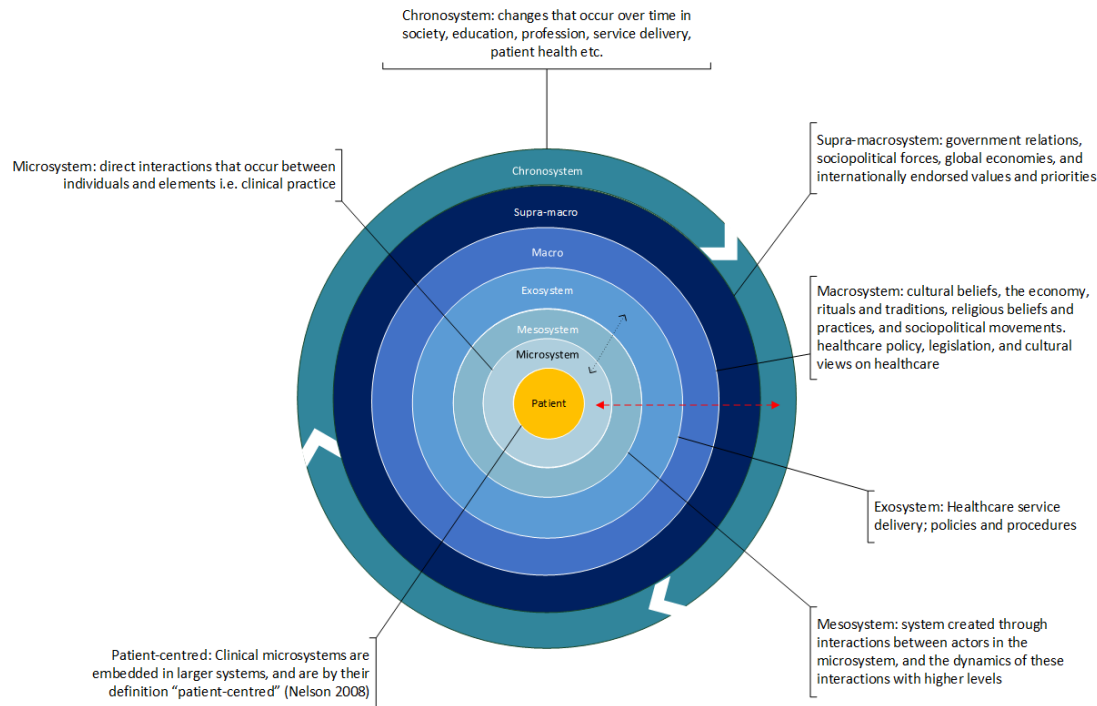 Chronosystem: changes that occur over time in
society, education, profession, service delivery,
patient health etc.
Microsystem: direct interactions that occur between
individuals and elements i.e. clinical practice
Supra-macrosystem: government relations,
sociopolitical forces, global economies, and
internationally endorsed values and priorities
Chronosystem
Supra-macro
Macro
Exosystem
Mesosystem
Microsystem
Patient
Macrosystem: cultural beliefs, the economy,
rituals and traditions, religious beliefs and
practices, and sociopolitical movements.
healthcare policy, legislation, and cultural
views on healthcare
Exosystem: Healthcare service
delivery; policies and procedures
Mesosystem: system created through
interactions between actors in the
microsystem, and the dynamics of these
interactions with higher levels
Patient-centred: Clinical microsystems are
embedded in larger systems, and are by their
definition “patient-centred” (Nelson 2008)